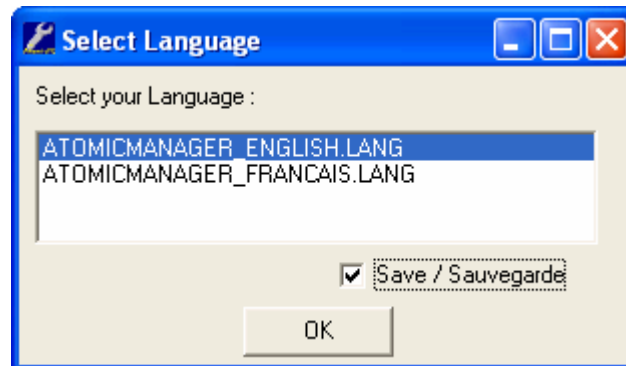 Select Language
Select your Language :
ATOMICMANAGER_ENGLISH.LANG
ATOMICMANAGER_FRANCAIS.LANG
Save / Sauvegarde
OK